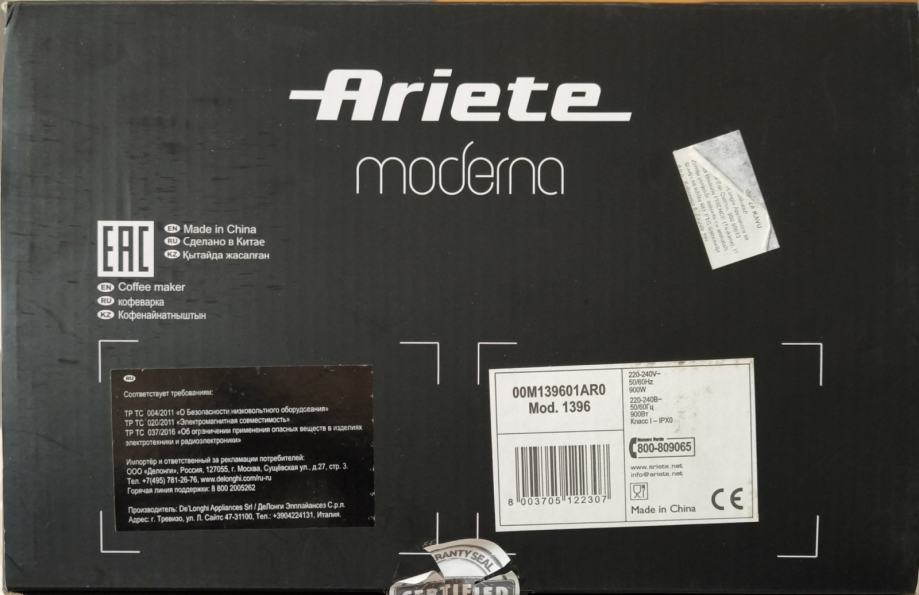 Ariete
moderna
EAC
EN Made in China
RU Сделано в Китае
KZ Қытайда жасалған
EN Coffee maker
RU кофеварка
KZ Кофенайнатныштын
RU
Соответствует требованиям:
ТР ТС 004/2011 «О Безопасности низковольтного оборудования»
ТР ТС 020/2011 «Электромагнитная совместимость»
ТР ТС 037/2016 «Об ограничении применения опасных веществ в изделиях
электротехники и радиоэлектроники»
Импортёр и ответственный за рекламации потребителей:
ООО «Делонги», Россия, 127055, г. Москва, Сущёвская ул., д.27, стр. 3.
Тел. +7(495) 781-26-76, www.delonghi.com/ru-ru
Горячая линия поддержки: 8 800 2005262
Производитель: De'Longhi Appliances Srl / ДеЛонги Эпплайансез С.р.л.
Адрес: г. Тревизо, ул. Л. Сайтс 47-31100, Тел.: +3904224131, Италия.
00M139601AR0
Mod. 1396
8 003705 122307
220-240V~
50/60Hz
900W
220-240В~
50/60Гц
900Вт
Класс I – IPX0
Numero Verde
800-809065
www.ariete.net
info@ariete.net
Made in China
CE
RANTY SEAL
CERTIFIED